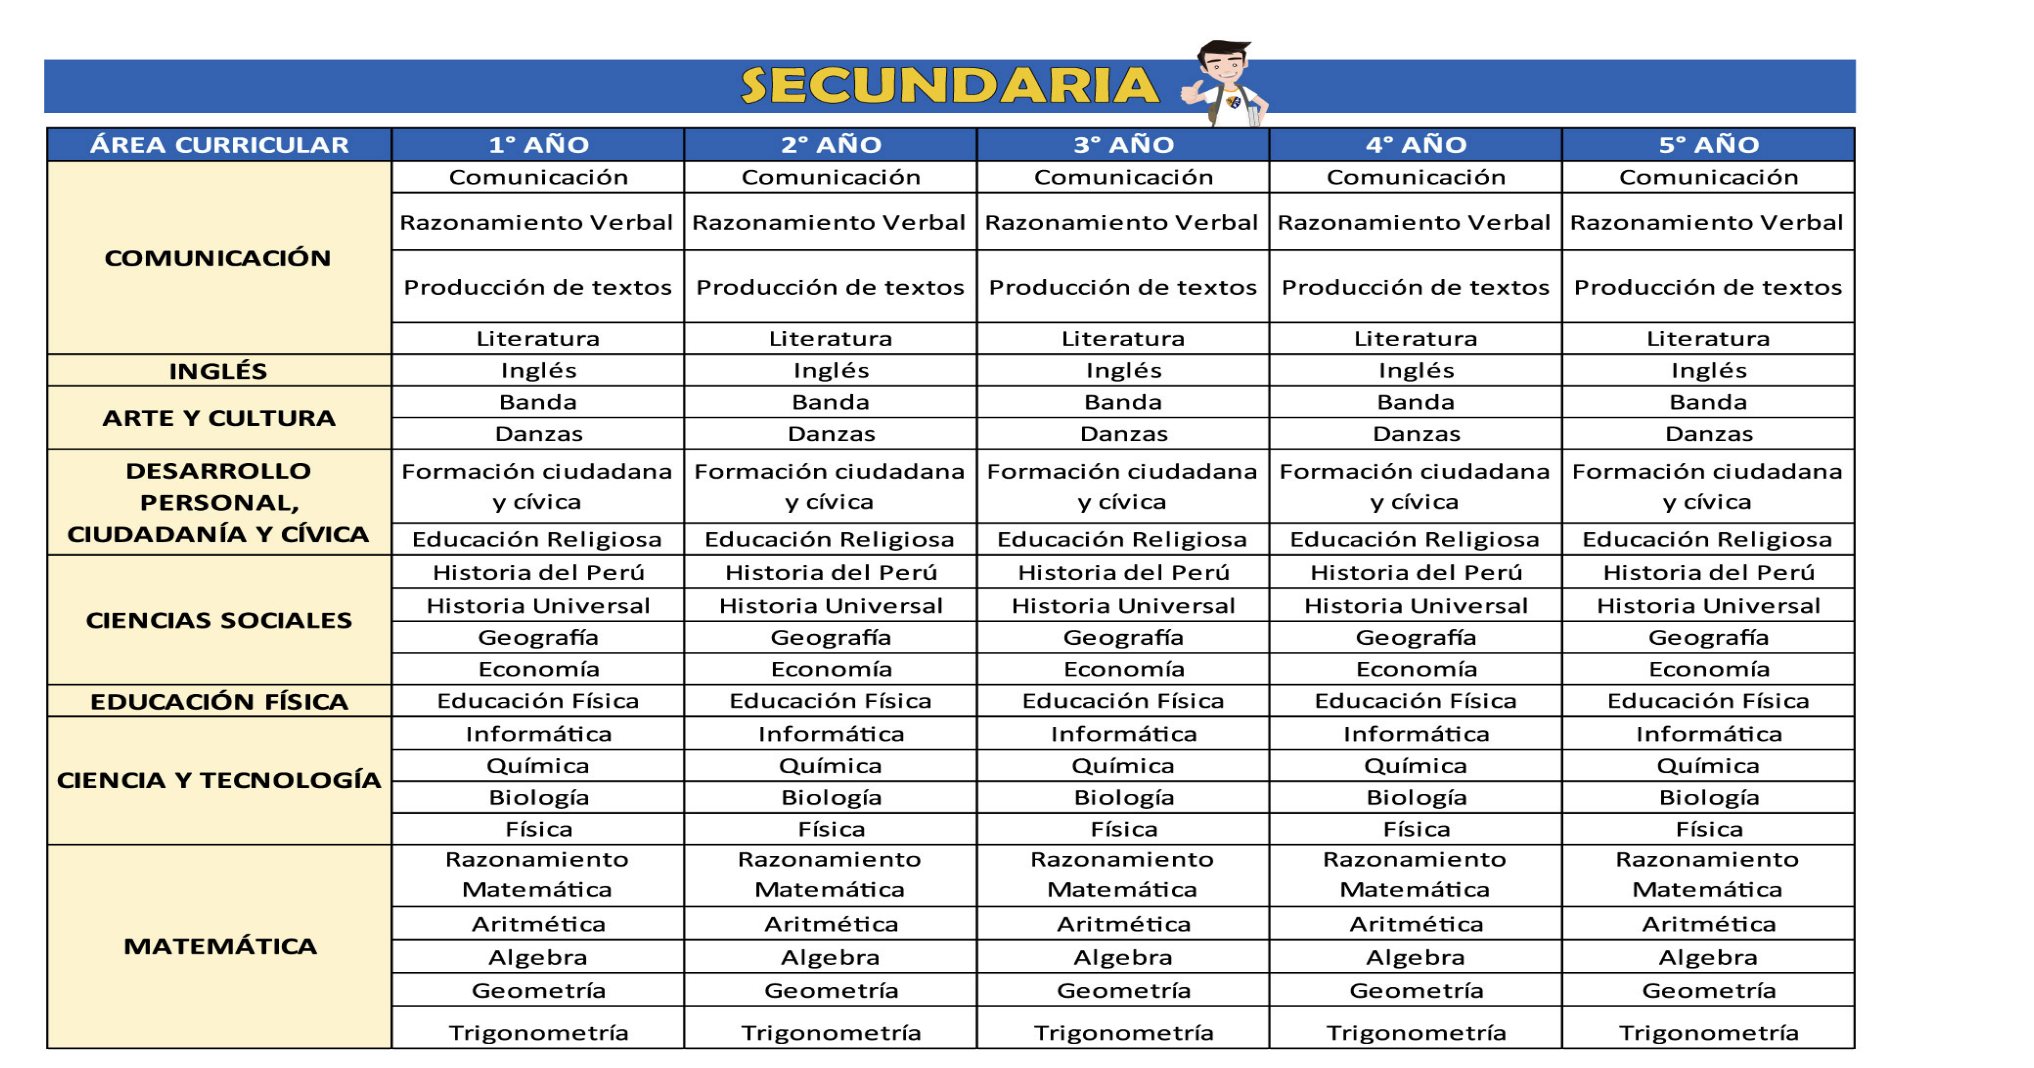 SECUNDARIA
ÁREA CURRICULAR 1° AÑO 2° AÑO 3° AÑO 4° AÑO 5° AÑO
COMUNICACIÓN
Comunicación Comunicación Comunicación Comunicación Comunicación
Razonamiento Verbal Razonamiento Verbal Razonamiento Verbal Razonamiento Verbal Razonamiento Verbal
Producción de textos Producción de textos Producción de textos Producción de textos Producción de textos
Literatura Literatura Literatura Literatura Literatura
INGLÉS Inglés Inglés Inglés Inglés Inglés
ARTE Y CULTURA
Banda Banda Banda Banda Banda
Danzas Danzas Danzas Danzas Danzas
DESARROLLO
PERSONAL,
CIUDADANÍA Y CÍVICA
Formación ciudadana Formación ciudadana Formación ciudadana Formación ciudadana Formación ciudadana
y cívica y cívica y cívica y cívica y cívica
Educación Religiosa Educación Religiosa Educación Religiosa Educación Religiosa Educación Religiosa
CIENCIAS SOCIALES
Historia del Perú Historia del Perú Historia del Perú Historia del Perú Historia del Perú
Historia Universal Historia Universal Historia Universal Historia Universal Historia Universal
Geografía Geografía Geografía Geografía Geografía
Economía Economía Economía Economía Economía
EDUCACIÓN FÍSICA Educación Física Educación Física Educación Física Educación Física Educación Física
CIENCIA Y TECNOLOGÍA
Informática Informática Informática Informática Informática
Química Química Química Química Química
Biología Biología Biología Biología Biología
Física Física Física Física Física
MATEMÁTICA
Razonamiento Razonamiento Razonamiento Razonamiento Razonamiento
Matemática Matemática Matemática Matemática Matemática
Aritmética Aritmética Aritmética Aritmética Aritmética
Algebra Algebra Algebra Algebra Algebra
Geometría Geometría Geometría Geometría Geometría
Trigonometría Trigonometría Trigonometría Trigonometría Trigonometría